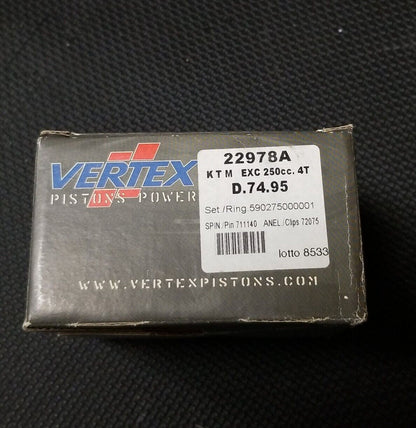 VERTEX
PISTONS POWER
22978A
KTM EXC 250cc. 4T
D.74.95
Set /Ring:590275000001
SPIN./Pin 711140 ANEL./Clips 72075
lotto 8533
WWW.VERTEXPISTONS.COM